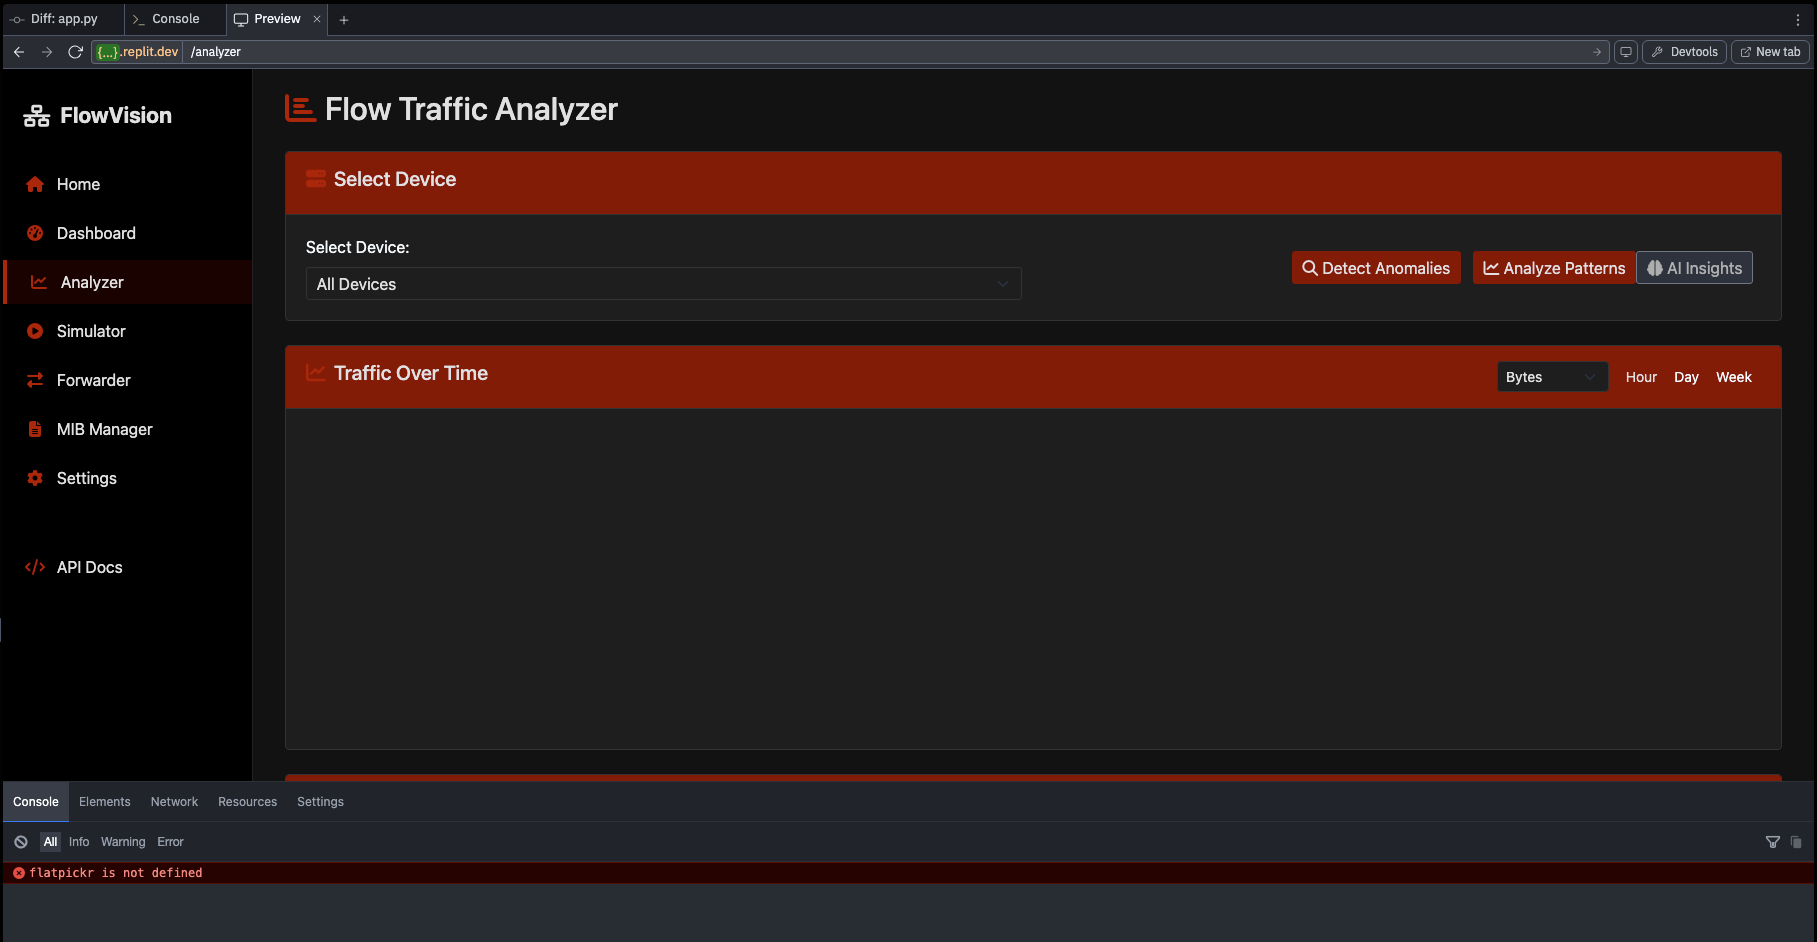 Diff: app.py
Console
Preview
{...}.replit.dev
/analyzer
Devtools
New tab
FlowVision
Home
Dashboard
Analyzer
Simulator
Forwarder
MIB Manager
Settings
API Docs
Flow Traffic Analyzer
Select Device
Select Device:
All Devices
Detect Anomalies
Analyze Patterns
AI Insights
Traffic Over Time
Bytes
Hour
Day
Week
Console
Elements
Network
Resources
Settings
All
Info
Warning
Error
flatpickr is not defined